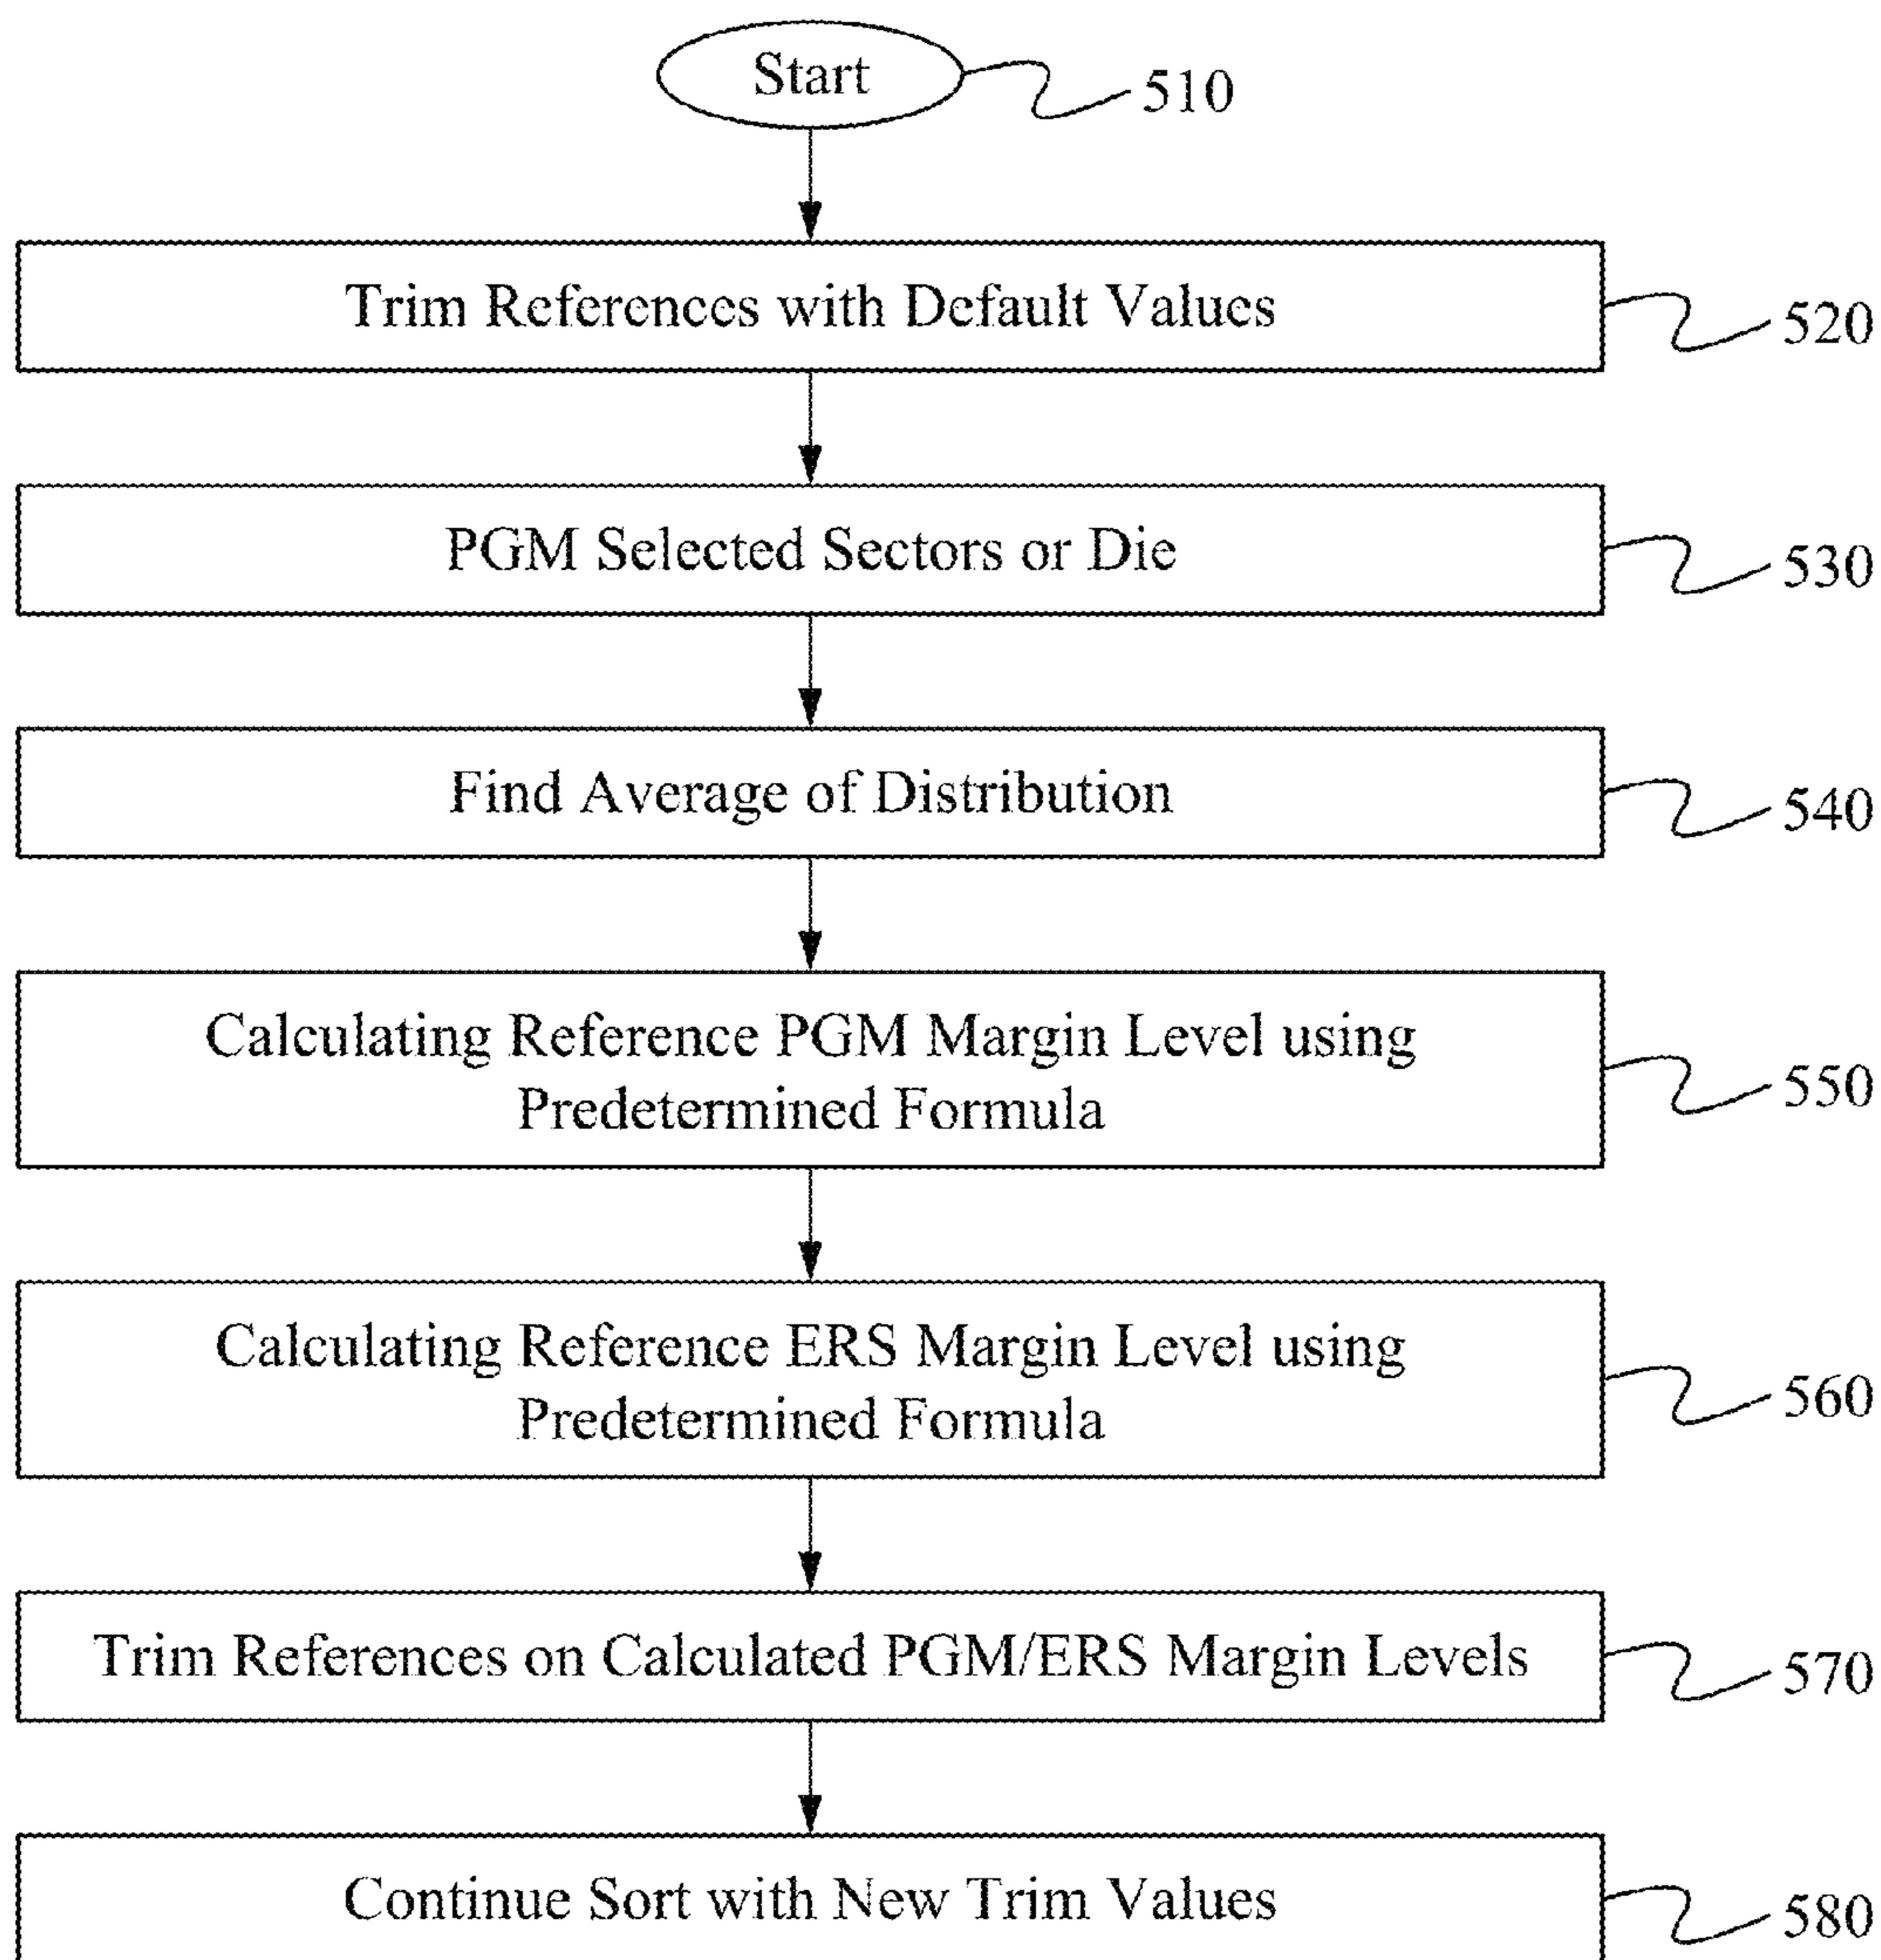 Start
510
Trim References with Default Values
520
PGM Selected Sectors or Die
530
Find Average of Distribution
540
Calculating Reference PGM Margin Level using
Predetermined Formula
550
Calculating Reference ERS Margin Level using
Predetermined Formula
560
Trim References on Calculated PGM/ERS Margin Levels
570
Continue Sort with New Trim Values
580